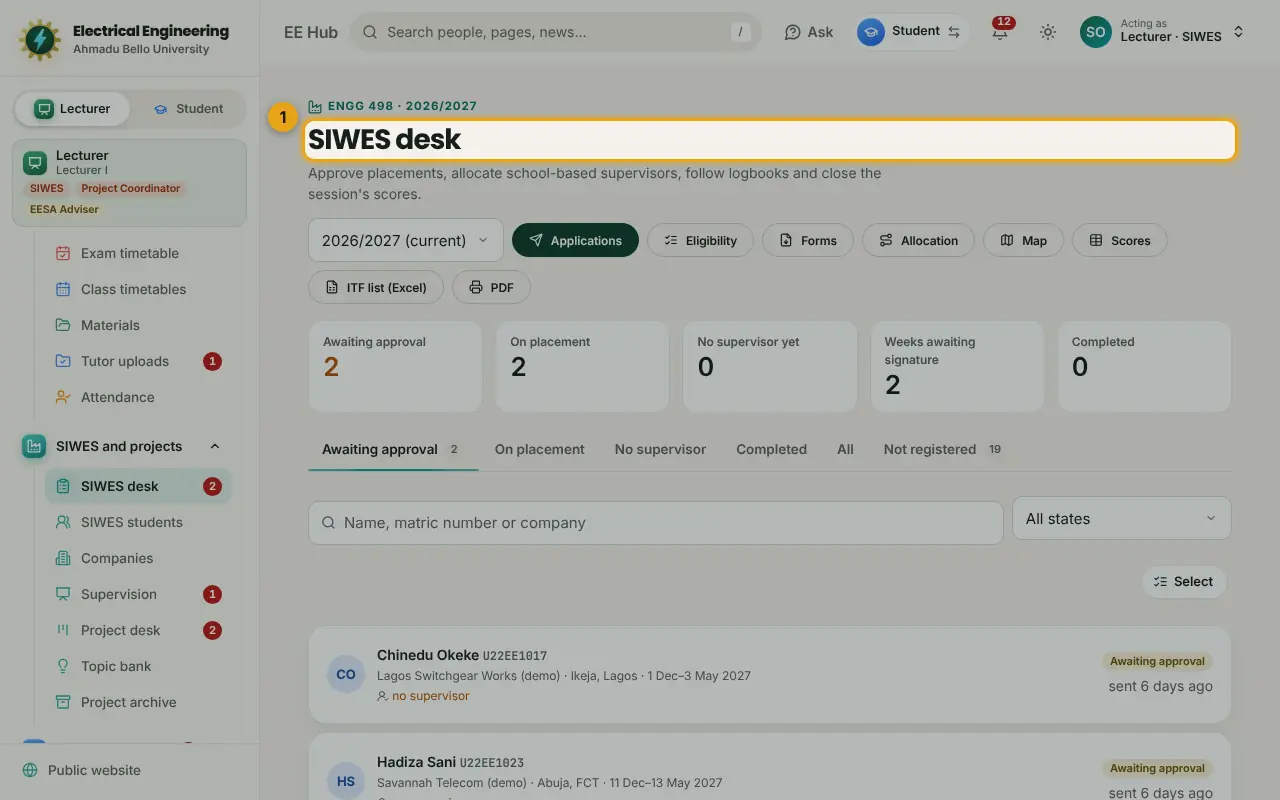 Electrical Engineering
Ahmadu Bello University
EE Hub
Search people, pages, news...
/
Ask
Student
12
SO
Acting as
Lecturer · SIWES
Lecturer
Student
Lecturer
Lecturer I
SIWES
Project Coordinator
EESA Adviser
Exam timetable
Class timetables
Materials
Tutor uploads
1
Attendance
SIWES and projects
SIWES desk
2
SIWES students
Companies
Supervision
1
Project desk
2
Topic bank
Project archive
Public website
1
ENGG 498 · 2026/2027
SIWES desk
Approve placements, allocate school-based supervisors, follow logbooks and close the
session's scores.
2026/2027 (current)
Applications
Eligibility
Forms
Allocation
Map
Scores
ITF list (Excel)
PDF
Awaiting approval
2
On placement
2
No supervisor yet
0
Weeks awaiting
signature
2
Completed
0
Awaiting approval 2
On placement
No supervisor
Completed
All
Not registered 19
Name, matric number or company
All states
Select
CO
Chinedu Okeke U22EE1017
Lagos Switchgear Works (demo) · Ikeja, Lagos · 1 Dec–3 May 2027
no supervisor
Awaiting approval
sent 6 days ago
HS
Hadiza Sani U22EE1023
Savannah Telecom (demo) · Abuja, FCT · 11 Dec–13 May 2027
Awaiting approval
sent 6 days ago